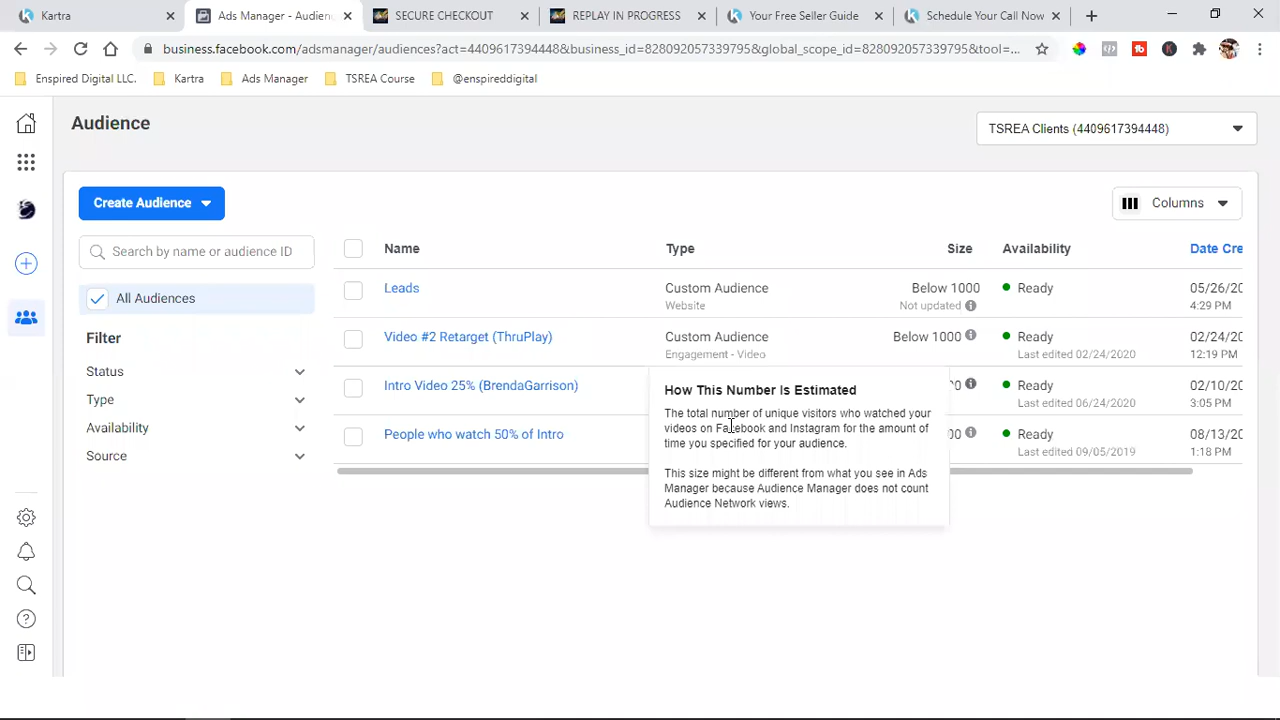 Kartra
Ads Manager - Audienc
SECURE CHECKOUT
REPLAY IN PROGRESS
Your Free Seller Guide
Schedule Your Call Now
business.facebook.com/adsmanager/audiences?act=4409617394448&business_id=828092057339795&global_scope_id=828092057339795&tool=...
Enspired Digital LLC.
Kartra
Ads Manager
TSREA Course
@enspireddigital
Audience
TSREA Clients (4409617394448)
Create Audience
Columns
Search by name or audience ID
All Audiences
Filter
Status
Type
Availability
Source
Name Type Size Availability Date Cre
Leads Custom Audience Below 1000 Ready 05/26/20
Website Not updated 4:29 PM
Video #2 Retarget (ThruPlay) Custom Audience Below 1000 Ready 02/24/20
Engagement - Video Last edited 02/24/2020 12:19 PM
Intro Video 25% (BrendaGarrison) Ready 02/10/20
Last edited 06/24/2020 3:05 PM
People who watch 50% of Intro 00 Ready 08/13/20
Last edited 09/05/2019 1:18 PM
How This Number Is Estimated
The total number of unique visitors who watched your
videos on Facebook and Instagram for the amount of
time you specified for your audience.
This size might be different from what you see in Ads
Manager because Audience Manager does not count
Audience Network views.